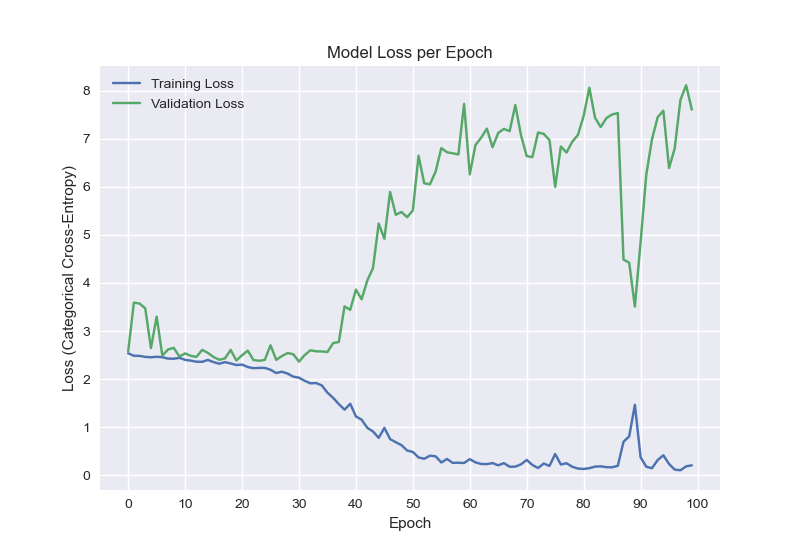 Model Loss per Epoch
Training Loss
Validation Loss
8
7
6
5
4
3
2
1
0
Loss (Categorical Cross-Entropy)
0 10 20 30 40 50 60 70 80 90 100
Epoch